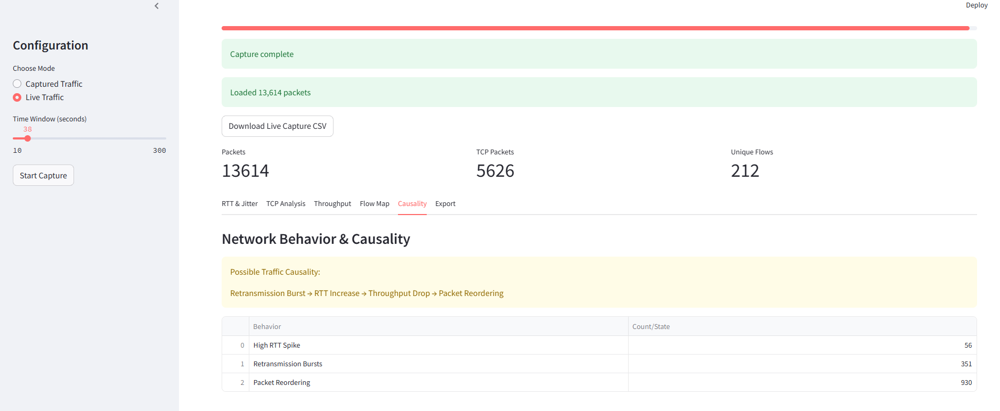 Deploy
Configuration
Choose Mode
Captured Traffic
Live Traffic
Time Window (seconds)
38
10 300
Start Capture
Capture complete
Loaded 13,614 packets
Download Live Capture CSV
Packets TCP Packets Unique Flows
13614 5626 212
RTT & Jitter TCP Analysis Throughput Flow Map Causality Export
Network Behavior & Causality
Possible Traffic Causality:
Retransmission Burst → RTT Increase → Throughput Drop → Packet Reordering
Behavior Count/State
0 High RTT Spike 56
1 Retransmission Bursts 351
2 Packet Reordering 930